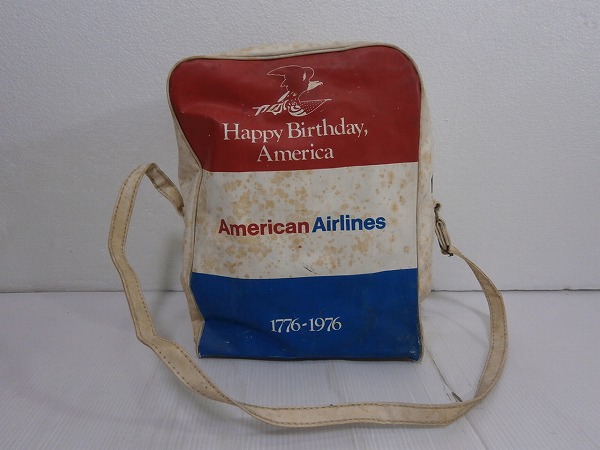 Happy Birthday,
America
American Airlines
1776-1976